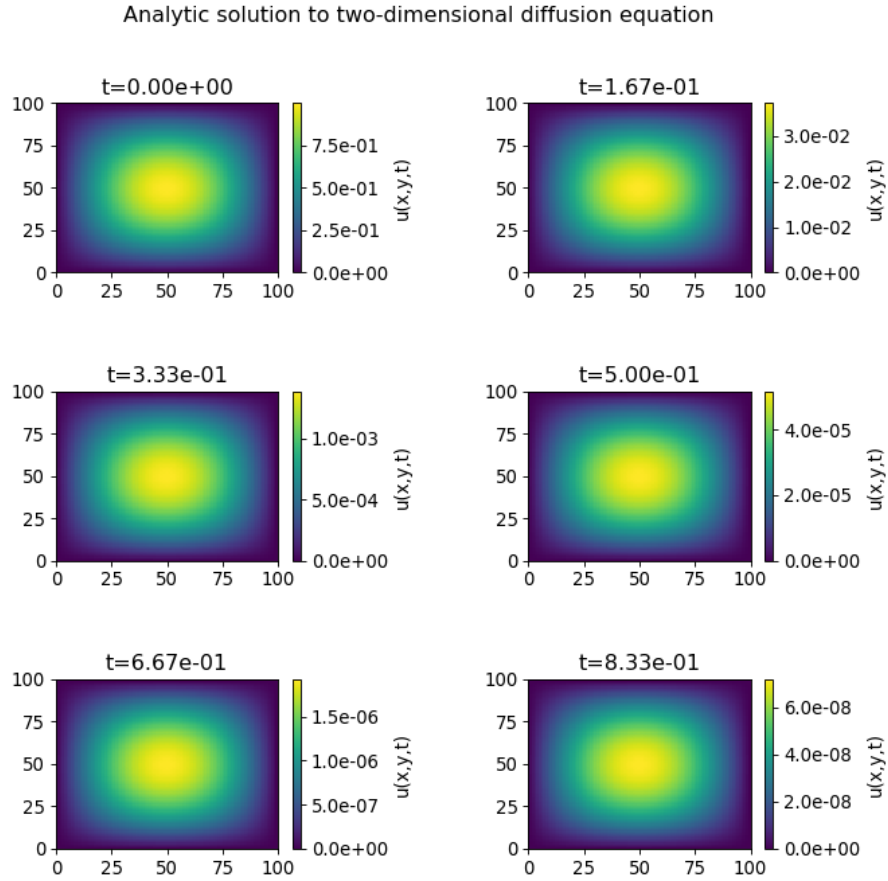 Analytic solution to two-dimensional diffusion equation
t=0.00e+00
100
75
50
25
0
0 25 50 75 100
7.5e-01
5.0e-01
2.5e-01
0.0e+00
u(x,y,t)
t=1.67e-01
100
75
50
25
0
0 25 50 75 100
3.0e-02
2.0e-02
1.0e-02
0.0e+00
u(x,y,t)
t=3.33e-01
100
75
50
25
0
0 25 50 75 100
1.0e-03
5.0e-04
0.0e+00
u(x,y,t)
t=5.00e-01
100
75
50
25
0
0 25 50 75 100
4.0e-05
2.0e-05
0.0e+00
u(x,y,t)
t=6.67e-01
100
75
50
25
0
0 25 50 75 100
1.5e-06
1.0e-06
5.0e-07
0.0e+00
u(x,y,t)
t=8.33e-01
100
75
50
25
0
0 25 50 75 100
6.0e-08
4.0e-08
2.0e-08
0.0e+00
u(x,y,t)